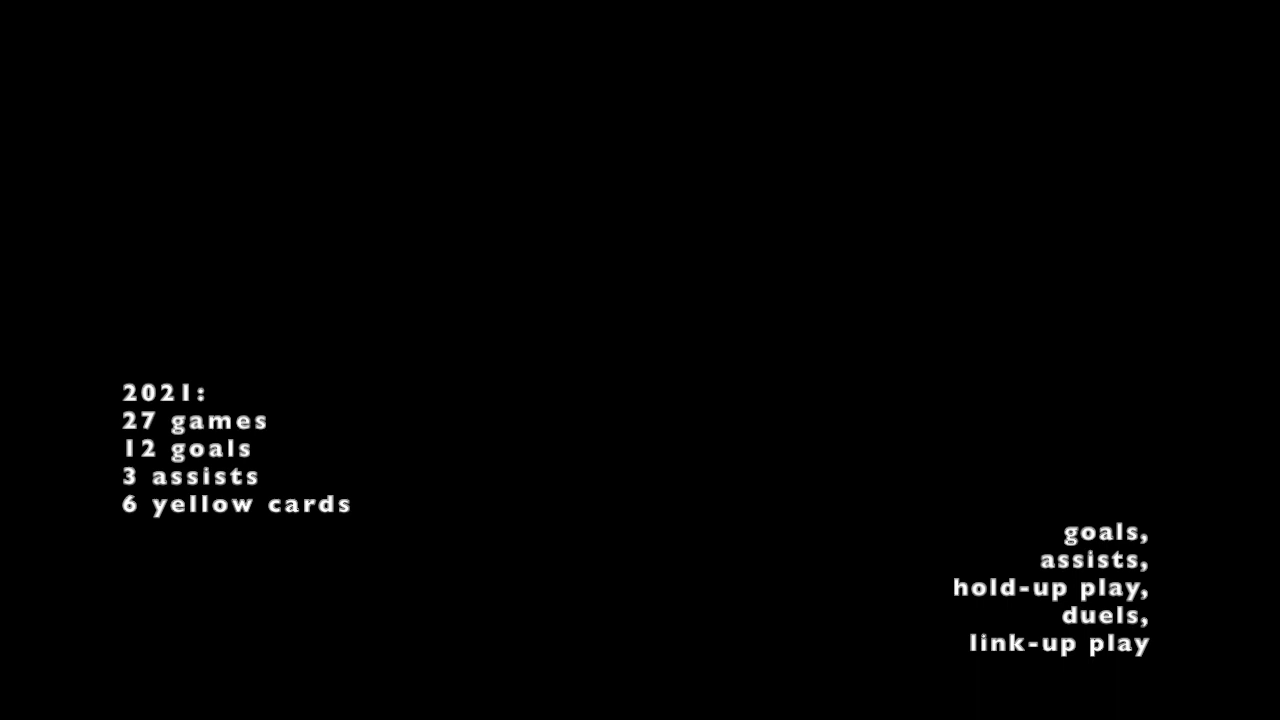 2021:
27 games
12 goals
3 assists
6 yellow cards
goals,
assists,
hold-up play,
duels,
link-up play